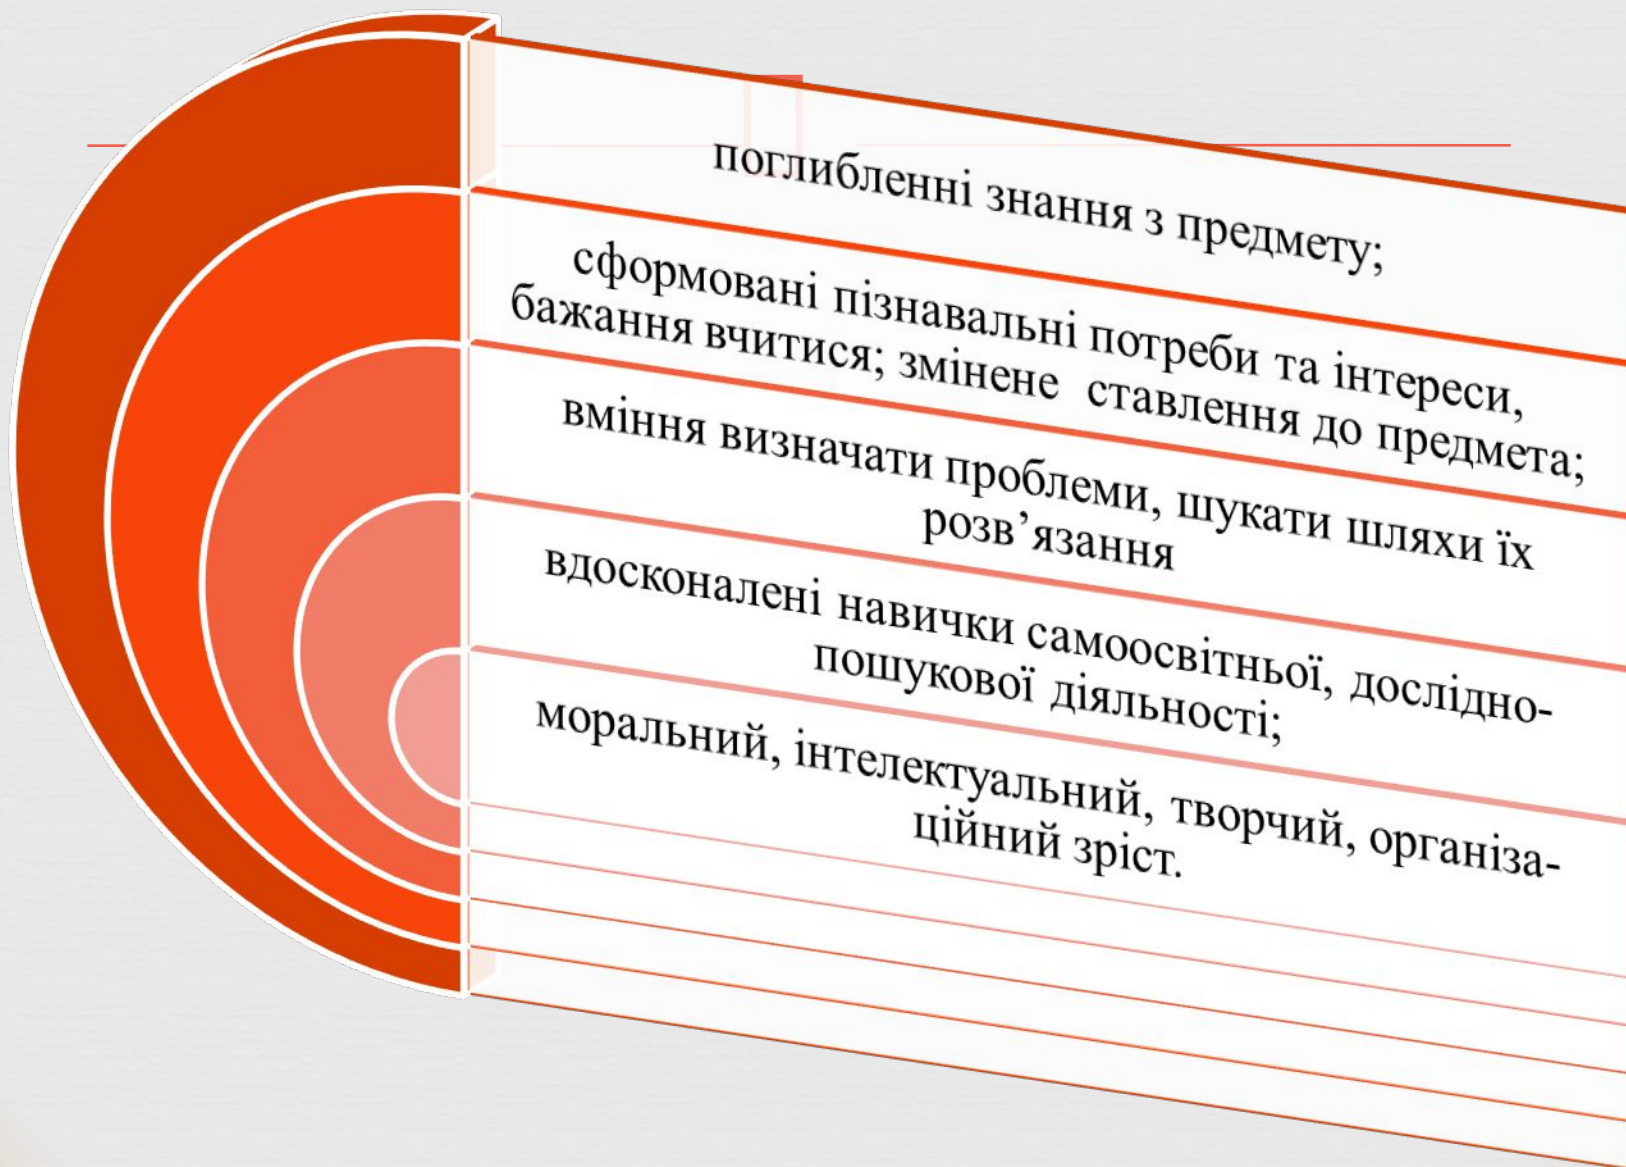 поглибленні знання з предмету;
сформовані пізнавальні потреби та інтереси,
бажання вчитися; змінене ставлення до предмета;
вміння визначати проблеми, шукати шляхи їх
розв’язання
вдосконалені навички самоосвітньої, дослідно-
пошукової діяльності;
моральний, інтелектуальний, творчий, організа-
ційний зріст.